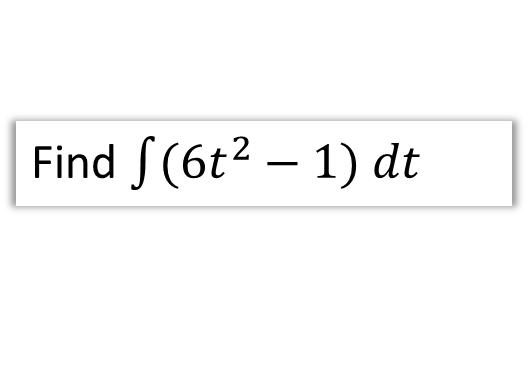 Find ∫(6t² − 1) dt